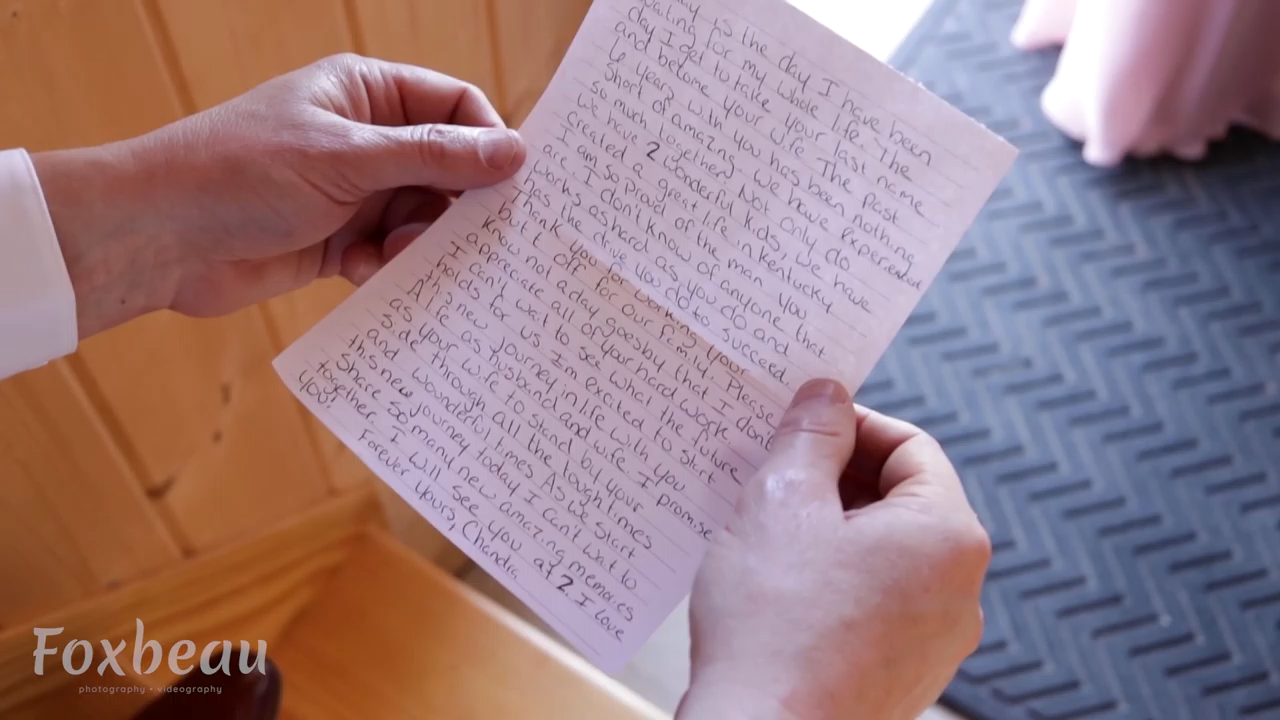 ay is the day I have been
waiting for my whole life. The
day I get to take your last name
and become your wife The past
6 years with you has been nothing
short of amazing we have experienced
so much together! Not only do
we have 2 wonderful kids, we have
created a great life in Kentucky
I am so proud of the man you
are. I don't know of anyone that
works as hard as you do and
has the drive you do to succeed.
Thank you for working your
butt off for our family. Please
know not a day goes by that I don't
appreciate all of your hard work.
I can't wait to see what the future
holds for us. I'm excited to start
this new journey in life with you
as your husband and wife. I promise
as your wife to stand by your
side through all the tough times
and wounderful times. As we start
this new journey today I can't wait to
share so many new amazing memories
together. I will see you at 2. I love
you!
Forever yours, Chandra
Foxbeau
photography • videography